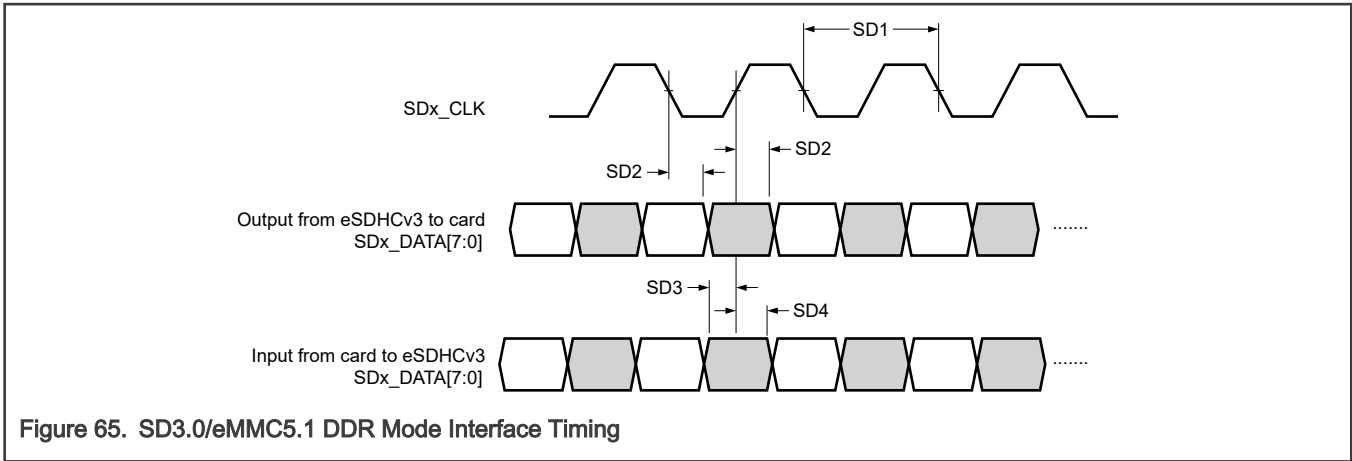 SD1
SDx_CLK
SD2
SD2
Output from eSDHCv3 to card
SDx_DATA[7:0]
.......
SD3
SD4
Input from card to eSDHCv3
SDx_DATA[7:0]
.......
Figure 65. SD3.0/eMMC5.1 DDR Mode Interface Timing